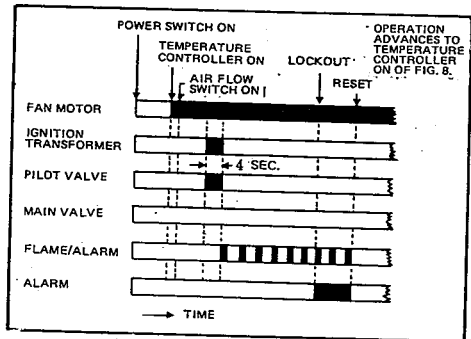 POWER SWITCH ON
TEMPERATURE
CONTROLLER ON
AIR FLOW
SWITCH ON
LOCKOUT
OPERATION
ADVANCES TO
TEMPERATURE
CONTROLLER
ON OF FIG. 8.
RESET
FAN MOTOR
IGNITION
TRANSFORMER
4 SEC.
PILOT VALVE
MAIN VALVE
FLAME/ALARM
ALARM
TIME